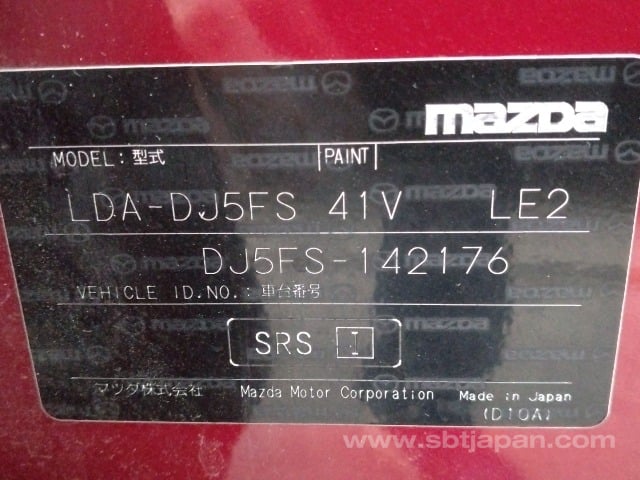 mazda
MODEL: 型式 PAINT
LDA-DJ5FS 41V LE2
DJ5FS-142176
VEHICLE ID.NO.: 車台番号
SRS I
マツダ株式会社 Mazda Motor Corporation Made in Japan
(D10A)
www.sbtjapan.com